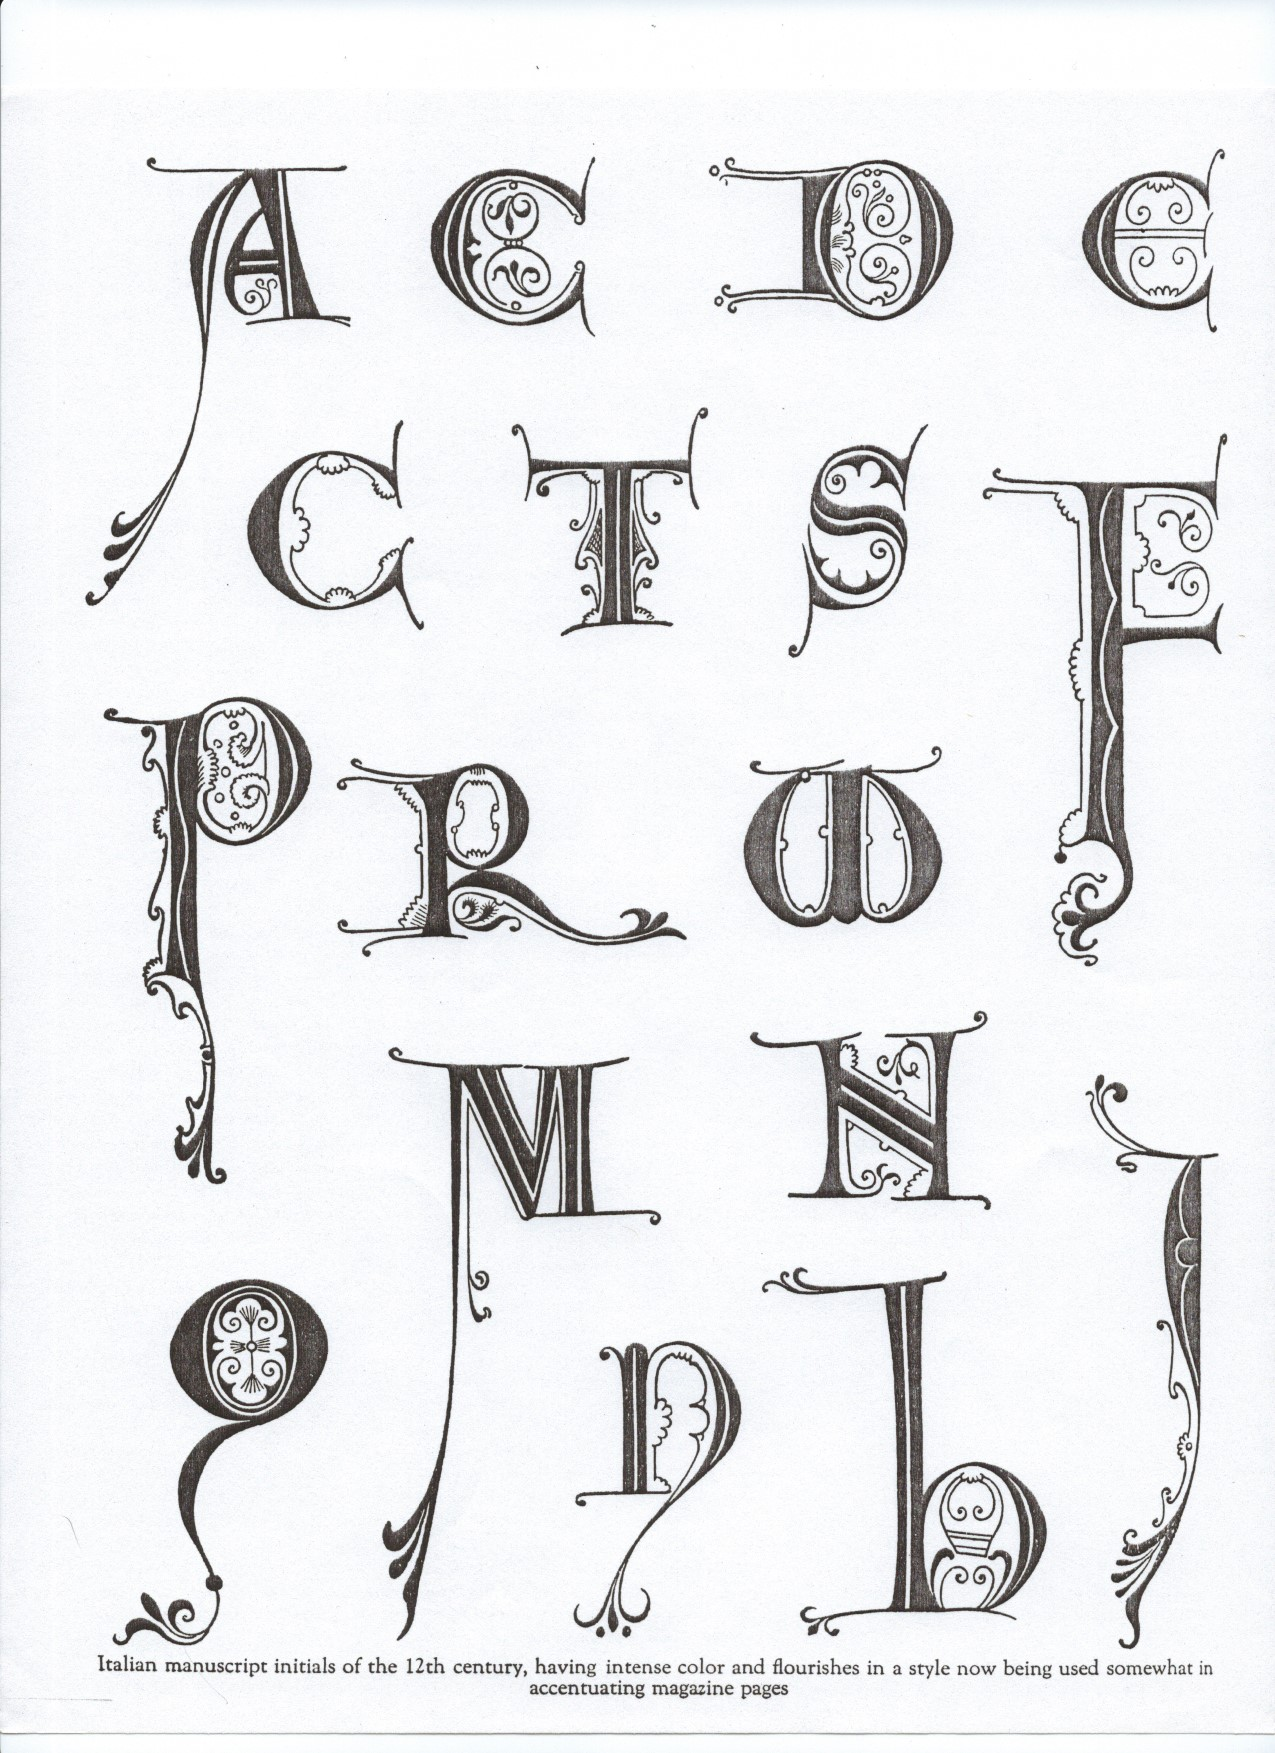 A C D E
C T S F
P R M
M N
Q n b J
Italian manuscript initials of the 12th century, having intense color and flourishes in a style now being used somewhat in
accentuating magazine pages